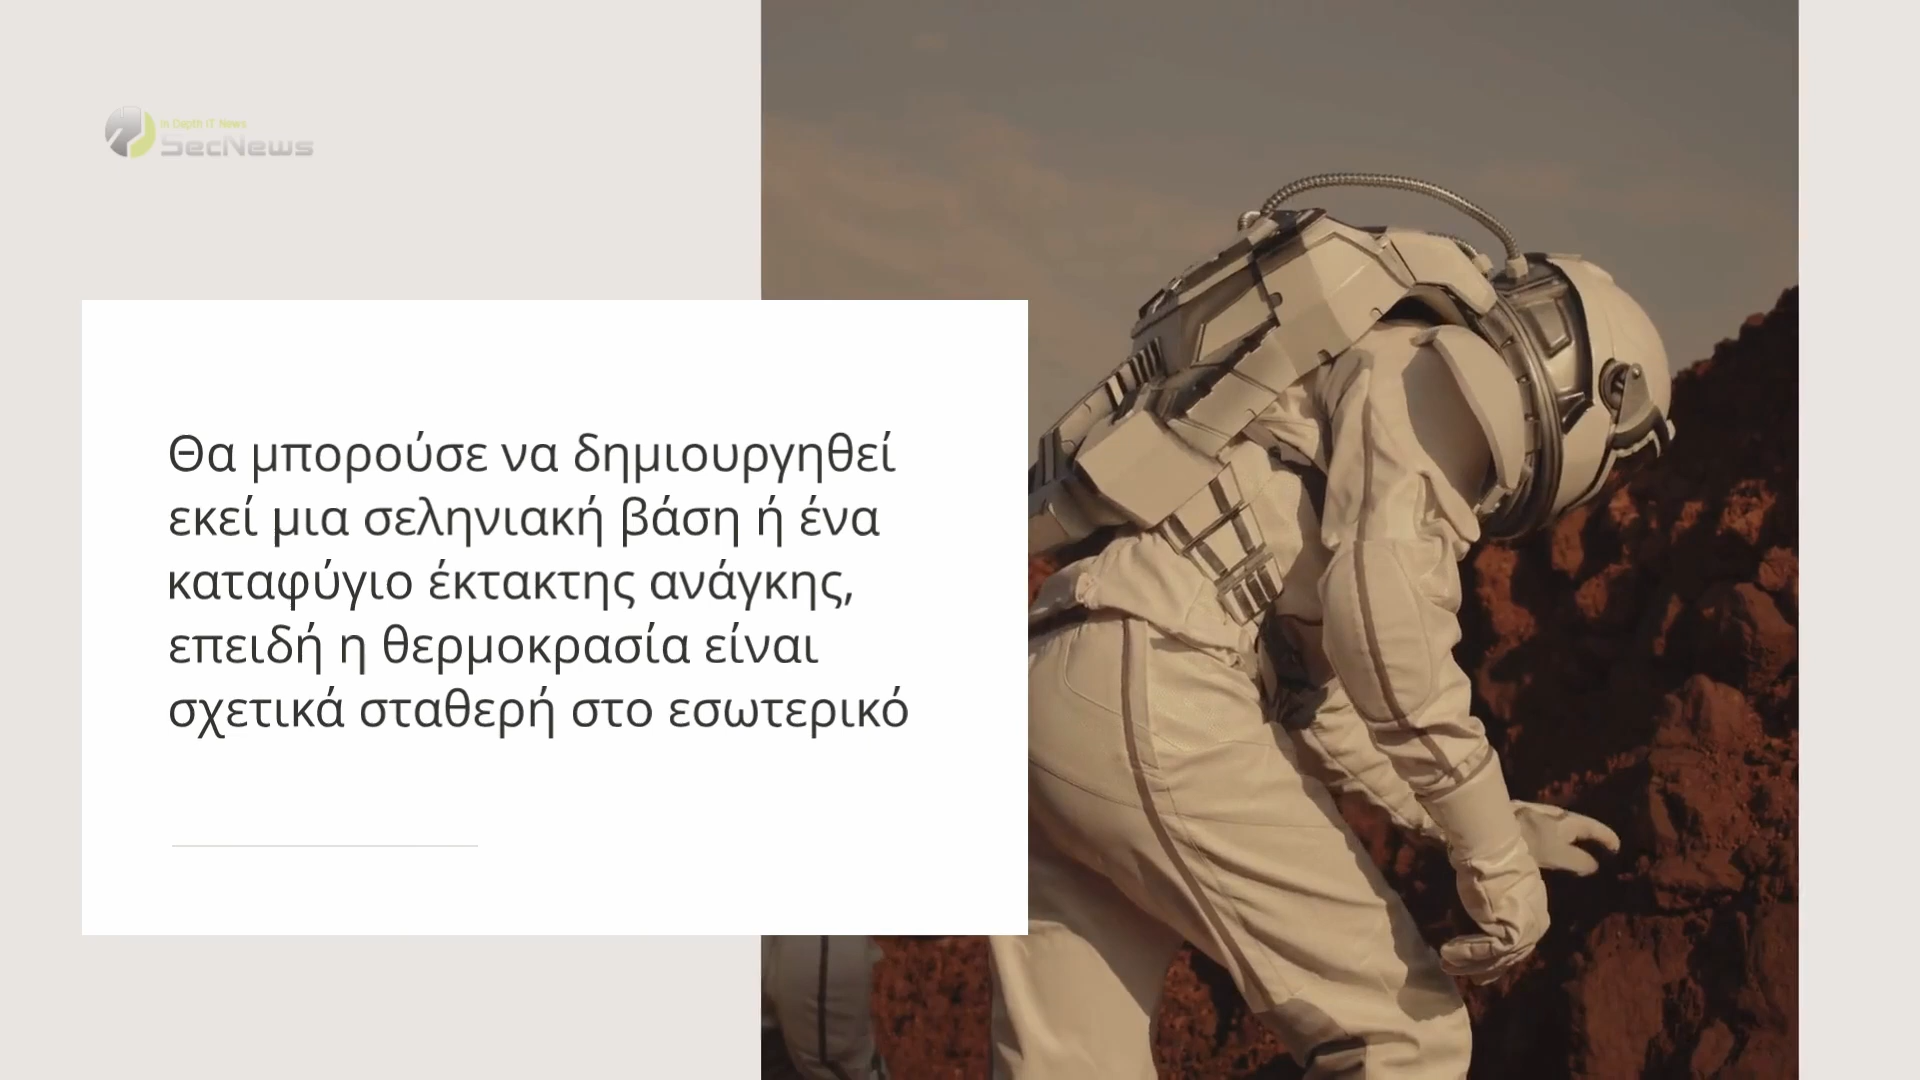 In Depth IT News
SecNews
Θα μπορούσε να δημιουργηθεί
εκεί μια σεληνιακή βάση ή ένα
καταφύγιο έκτακτης ανάγκης,
επειδή η θερμοκρασία είναι
σχετικά σταθερή στο εσωτερικό